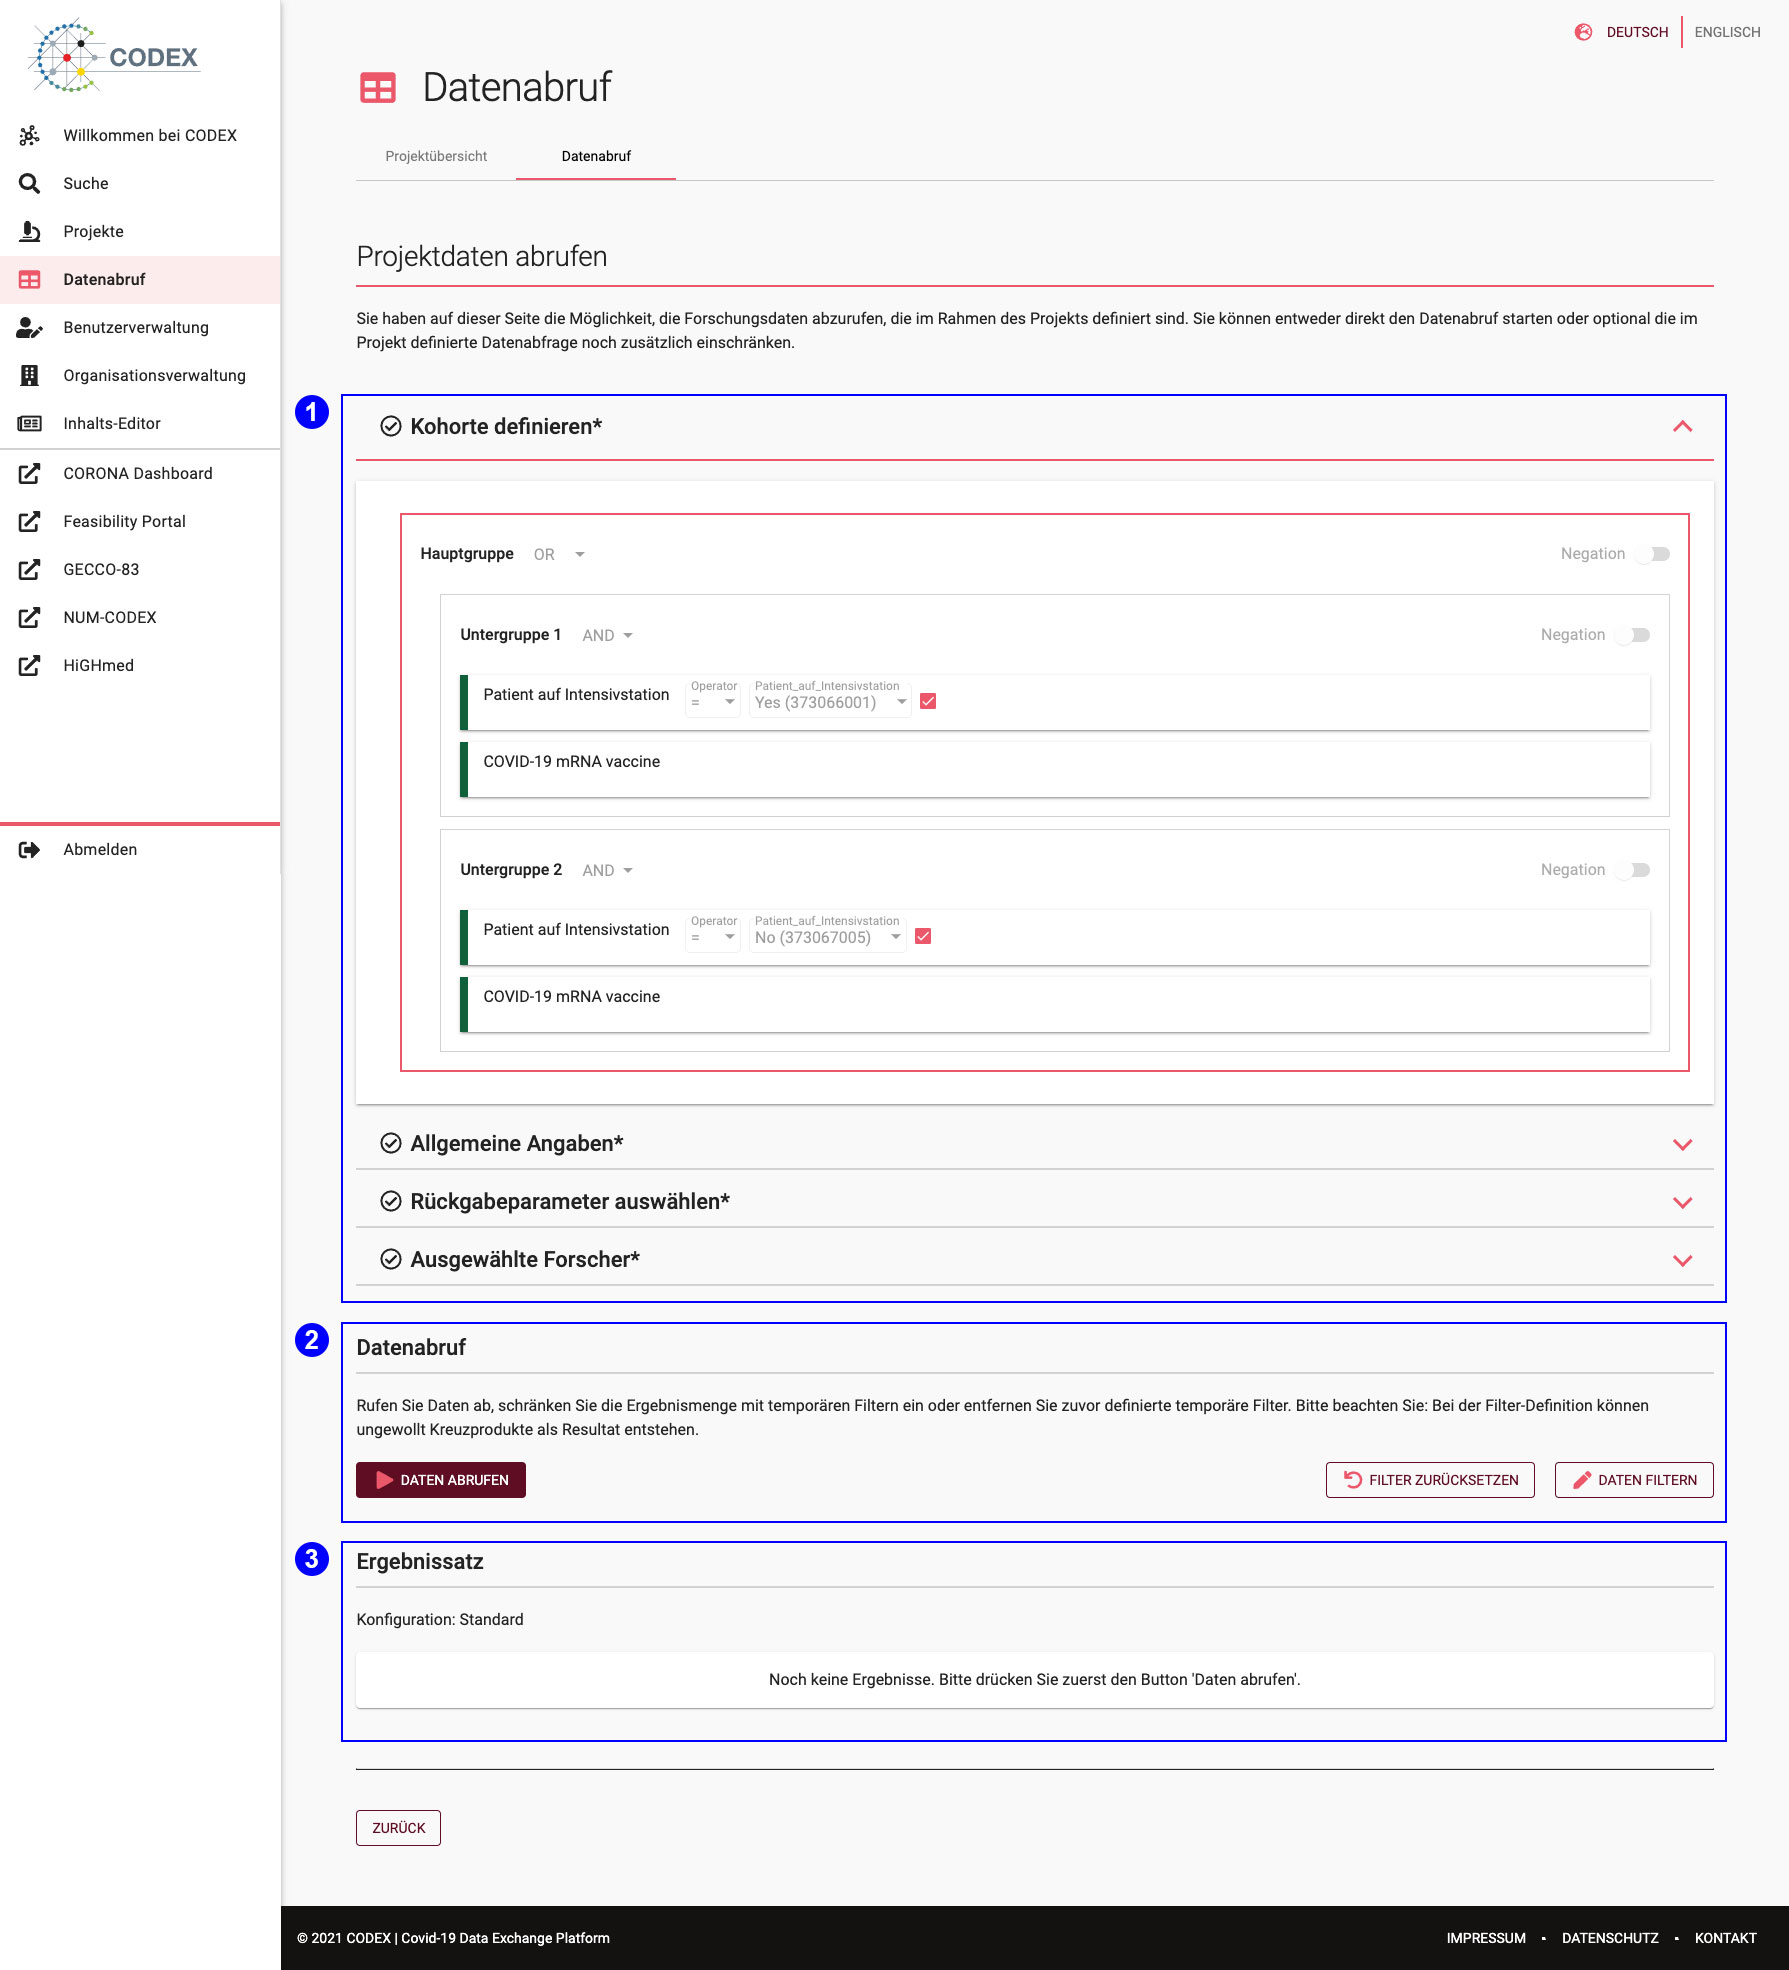 CODEX
Willkommen bei CODEX
Suche
Projekte
Datenabruf
Benutzerverwaltung
Organisationsverwaltung
Inhalts-Editor
CORONA Dashboard
Feasibility Portal
GECCO-83
NUM-CODEX
HiGHmed
Abmelden
DEUTSCH
ENGLISCH
Datenabruf
Projektübersicht
Datenabruf
Projektdaten abrufen
Sie haben auf dieser Seite die Möglichkeit, die Forschungsdaten abzurufen, die im Rahmen des Projekts definiert sind. Sie können entweder direkt den Datenabruf starten oder optional die im
Projekt definierte Datenabfrage noch zusätzlich einschränken.
1
Kohorte definieren*
Hauptgruppe OR
Negation
Untergruppe 1 AND
Negation
Patient auf Intensivstation
Operator
=
Patient_auf_Intensivstation
Yes (373066001)
COVID-19 mRNA vaccine
Untergruppe 2 AND
Negation
Patient auf Intensivstation
Operator
=
Patient_auf_Intensivstation
No (373067005)
COVID-19 mRNA vaccine
Allgemeine Angaben*
Rückgabeparameter auswählen*
Ausgewählte Forscher*
2
Datenabruf
Rufen Sie Daten ab, schränken Sie die Ergebnismenge mit temporären Filtern ein oder entfernen Sie zuvor definierte temporäre Filter. Bitte beachten Sie: Bei der Filter-Definition können
ungewollt Kreuzprodukte als Resultat entstehen.
DATEN ABRUFEN
FILTER ZURÜCKSETZEN
DATEN FILTERN
3
Ergebnissatz
Konfiguration: Standard
Noch keine Ergebnisse. Bitte drücken Sie zuerst den Button 'Daten abrufen'.
ZURÜCK
© 2021 CODEX | Covid-19 Data Exchange Platform
IMPRESSUM • DATENSCHUTZ • KONTAKT